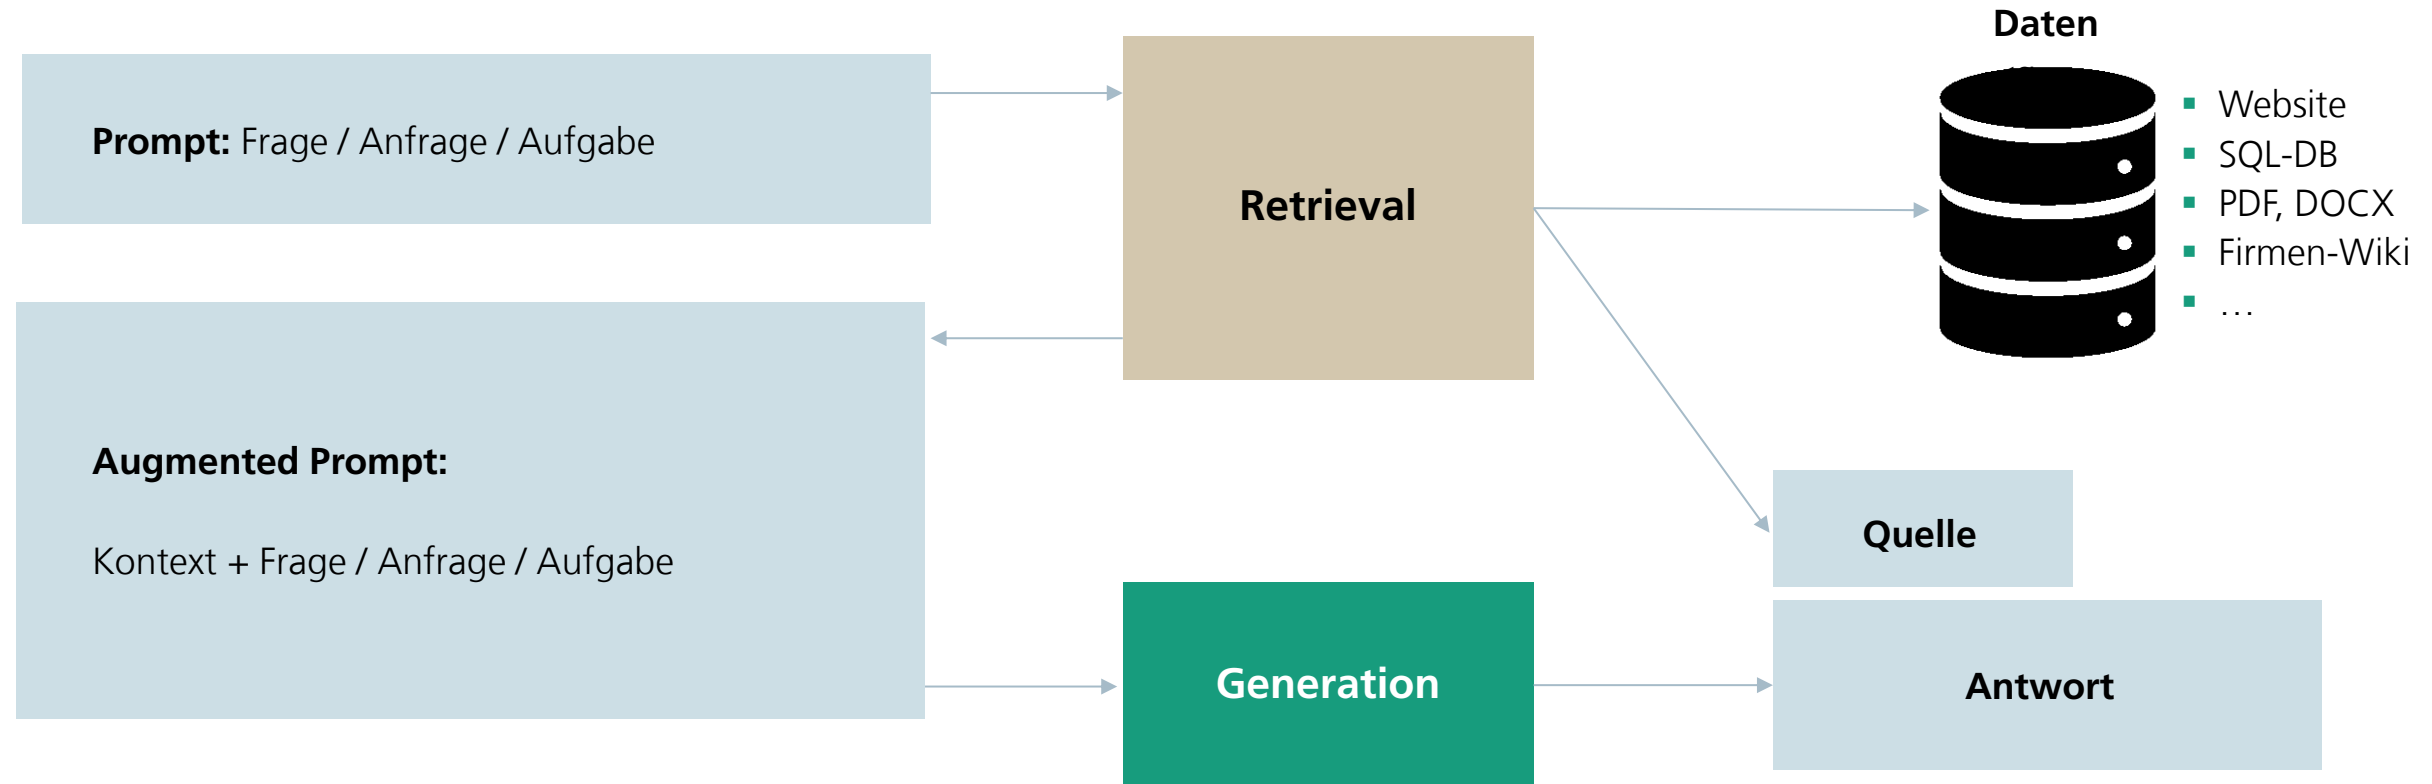 Prompt: Frage / Anfrage / Aufgabe
Retrieval
Daten
Website
SQL-DB
PDF, DOCX
Firmen-Wiki
…
Augmented Prompt:
Kontext + Frage / Anfrage / Aufgabe
Generation
Quelle
Antwort